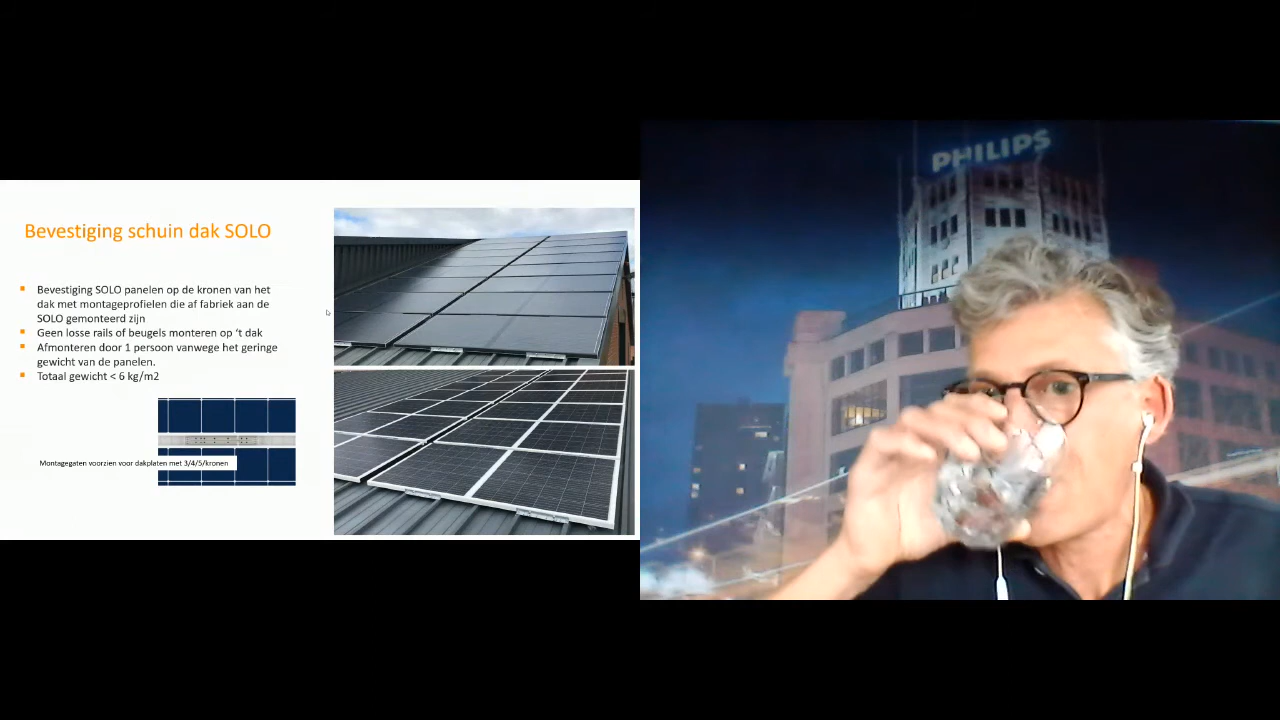 Bevestiging schuin dak SOLO
Bevestiging SOLO panelen op de kronen van het
dak met montageprofielen die af fabriek aan de
SOLO gemonteerd zijn
Geen losse rails of beugels monteren op ‘t dak
Afmonteren door 1 persoon vanwege het geringe
gewicht van de panelen.
Totaal gewicht < 6 kg/m2
Montagegaten voorzien voor dakplaten met 3/4/5/kronen
PHILIPS